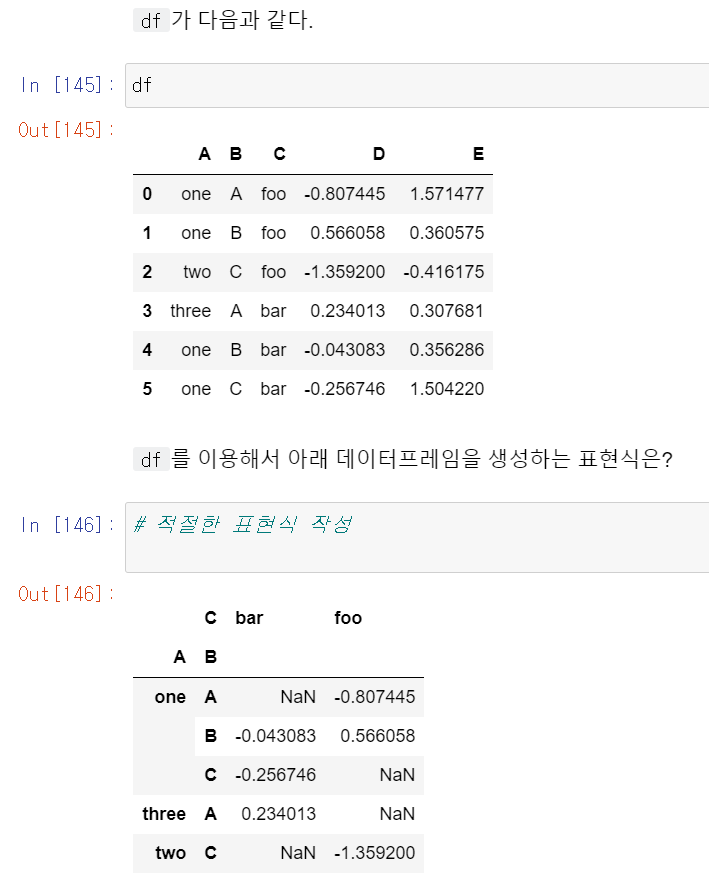 df 가 다음과 같다.
In [145]: df
Out[145]:
A B C D E
0 one A foo -0.807445 1.571477
1 one B foo 0.566058 0.360575
2 two C foo -1.359200 -0.416175
3 three A bar 0.234013 0.307681
4 one B bar -0.043083 0.356286
5 one C bar -0.256746 1.504220
df 를 이용해서 아래 데이터프레임을 생성하는 표현식은?
In [146]: # 적절한 표현식 작성
Out[146]:
C bar foo
A B
one A NaN -0.807445
B -0.043083 0.566058
C -0.256746 NaN
three A 0.234013 NaN
two C NaN -1.359200